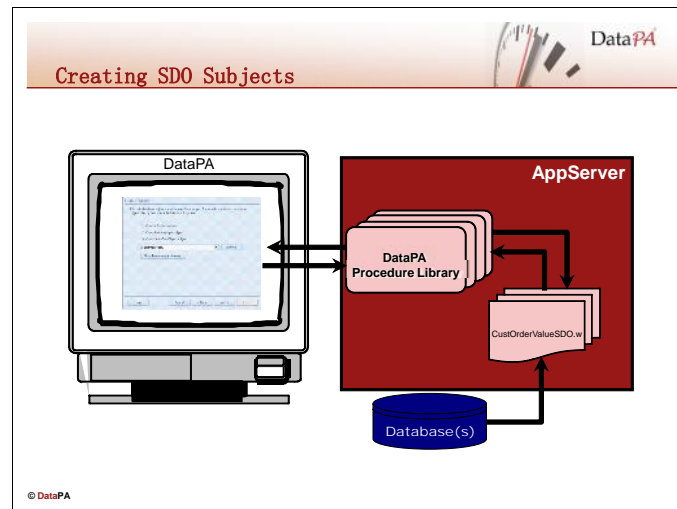 DataPA
Creating SDO Subjects
DataPA
AppServer
DataPA
Procedure Library
CustOrderValueSDO.w
Database(s)
© DataPA